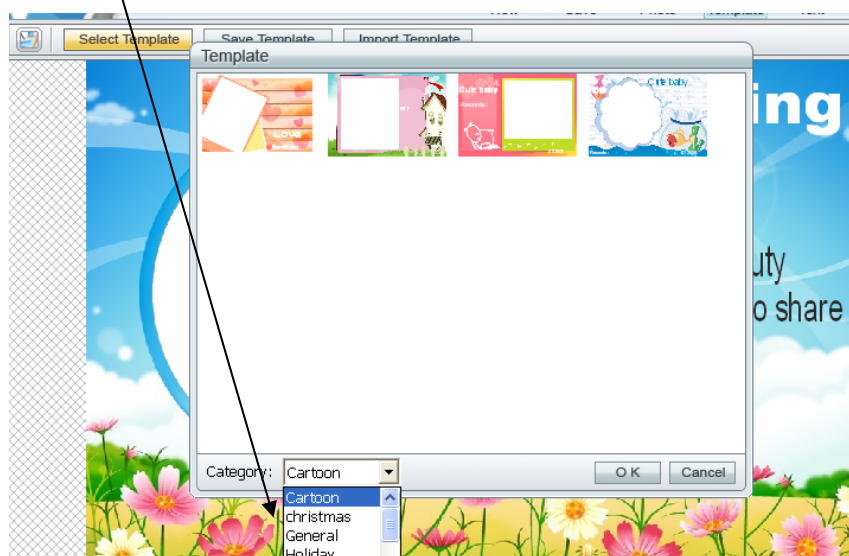 Select Template Save Template Import Template
Template
Love
Cute baby
Records :
Cute baby
ing
uty
o share
Category: Cartoon
OK Cancel
Cartoon
christmas
General
Holiday